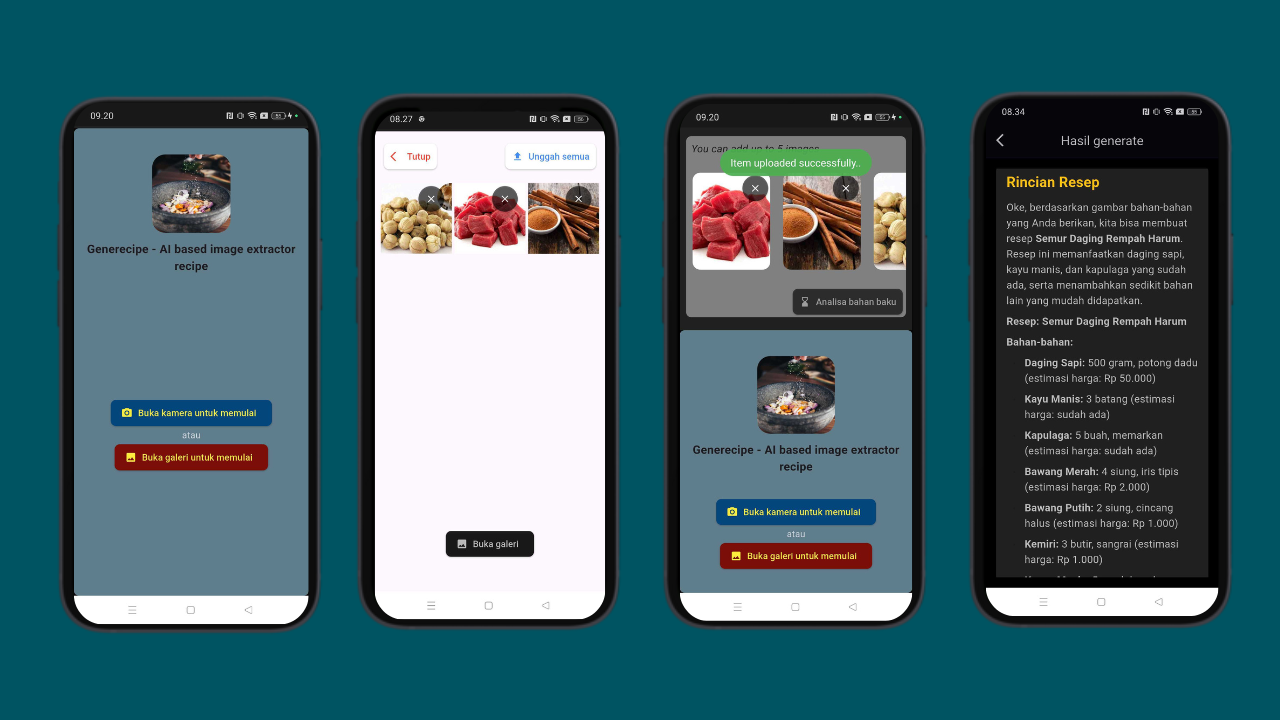 09.20
Generecipe - AI based image extractor
recipe
Buka kamera untuk memulai
atau
Buka galeri untuk memulai
08.27
Tutup
Unggah semua
Buka galeri
09.20
You can add up to 5 images
Item uploaded successfully..
Analisa bahan baku
Generecipe - AI based image extractor
recipe
Buka kamera untuk memulai
atau
Buka galeri untuk memulai
08.34
Hasil generate
Rincian Resep
Oke, berdasarkan gambar bahan-bahan
yang Anda berikan, kita bisa membuat
resep Semur Daging Rempah Harum.
Resep ini memanfaatkan daging sapi,
kayu manis, dan kapulaga yang sudah
ada, serta menambahkan sedikit bahan
lain yang mudah didapatkan.
Resep: Semur Daging Rempah Harum
Bahan-bahan:
Daging Sapi: 500 gram, potong dadu
(estimasi harga: Rp 50.000)
Kayu Manis: 3 batang (estimasi
harga: sudah ada)
Kapulaga: 5 buah, memarkan
(estimasi harga: sudah ada)
Bawang Merah: 4 siung, iris tipis
(estimasi harga: Rp 2.000)
Bawang Putih: 2 siung, cincang
halus (estimasi harga: Rp 1.000)
Kemiri: 3 butir, sangrai (estimasi
harga: Rp 1.000)